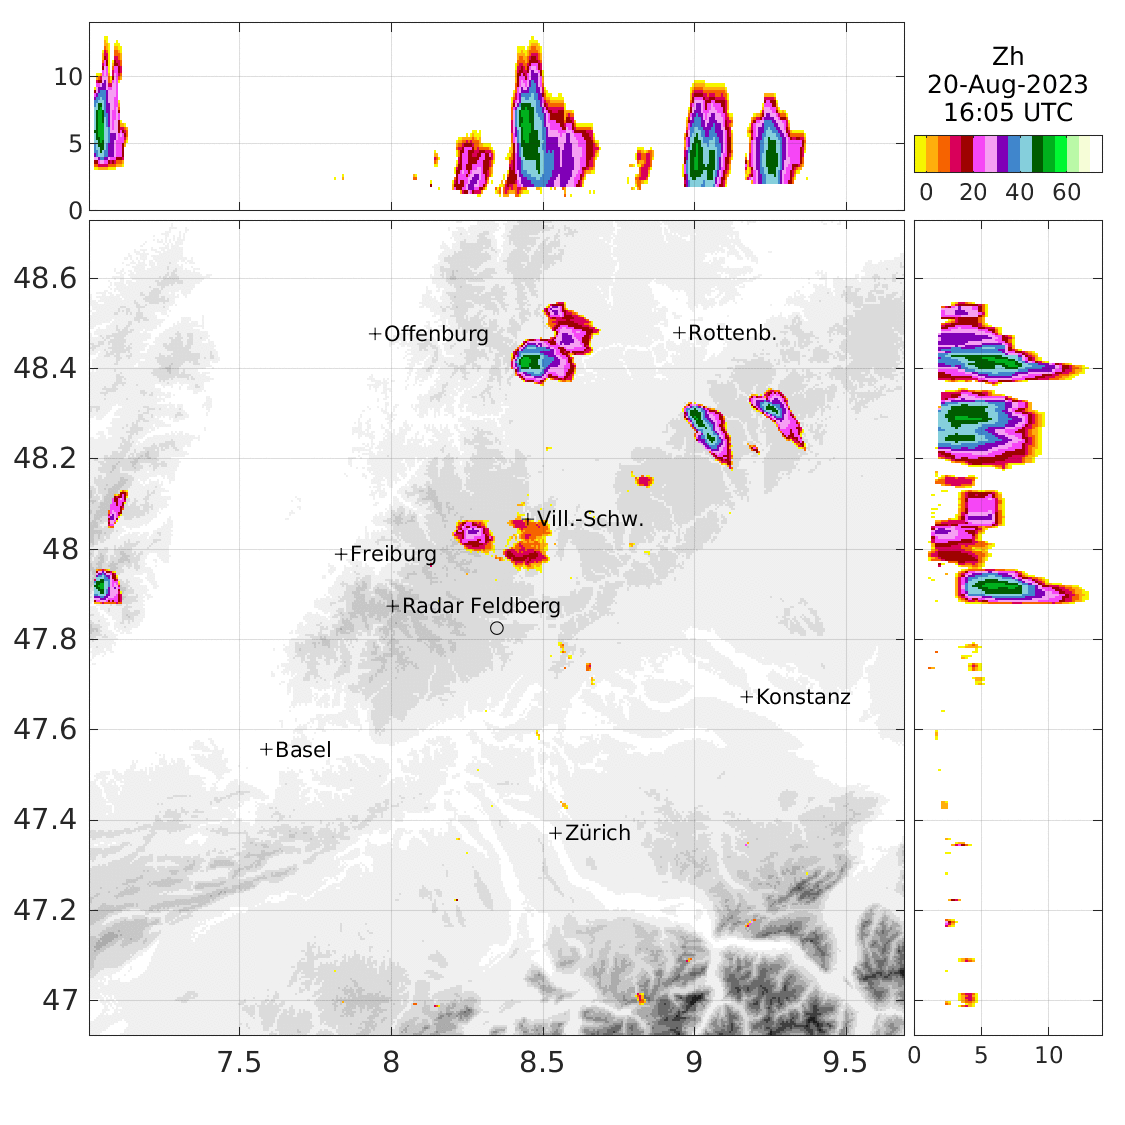 10
5
0
Zh
20-Aug-2023
16:05 UTC
0 20 40 60
48.6
48.4
48.2
48
47.8
47.6
47.4
47.2
47
+Offenburg
+Rottenb.
+Vill.-Schw.
+Freiburg
+Radar Feldberg
+Konstanz
+Basel
+Zürich
7.5 8 8.5 9 9.5
0 5 10